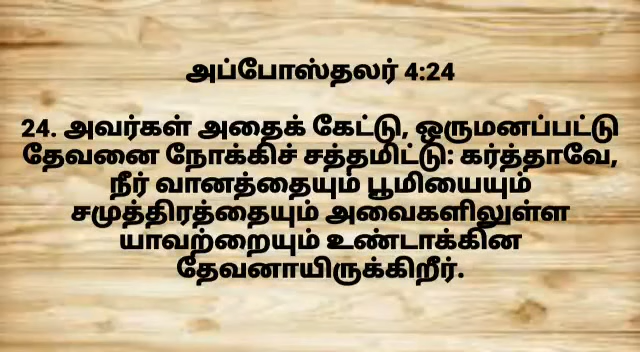 அப்போஸ்தலர் 4:24
24. அவர்கள் அதைக் கேட்டு, ஒருமனப்பட்டு
தேவனை நோக்கிச் சத்தமிட்டு: கர்த்தாவே,
நீர் வானத்தையும் பூமியையும்
சமுத்திரத்தையும் அவைகளிலுள்ள
யாவற்றையும் உண்டாக்கின
தேவனாயிருக்கிறீர்.